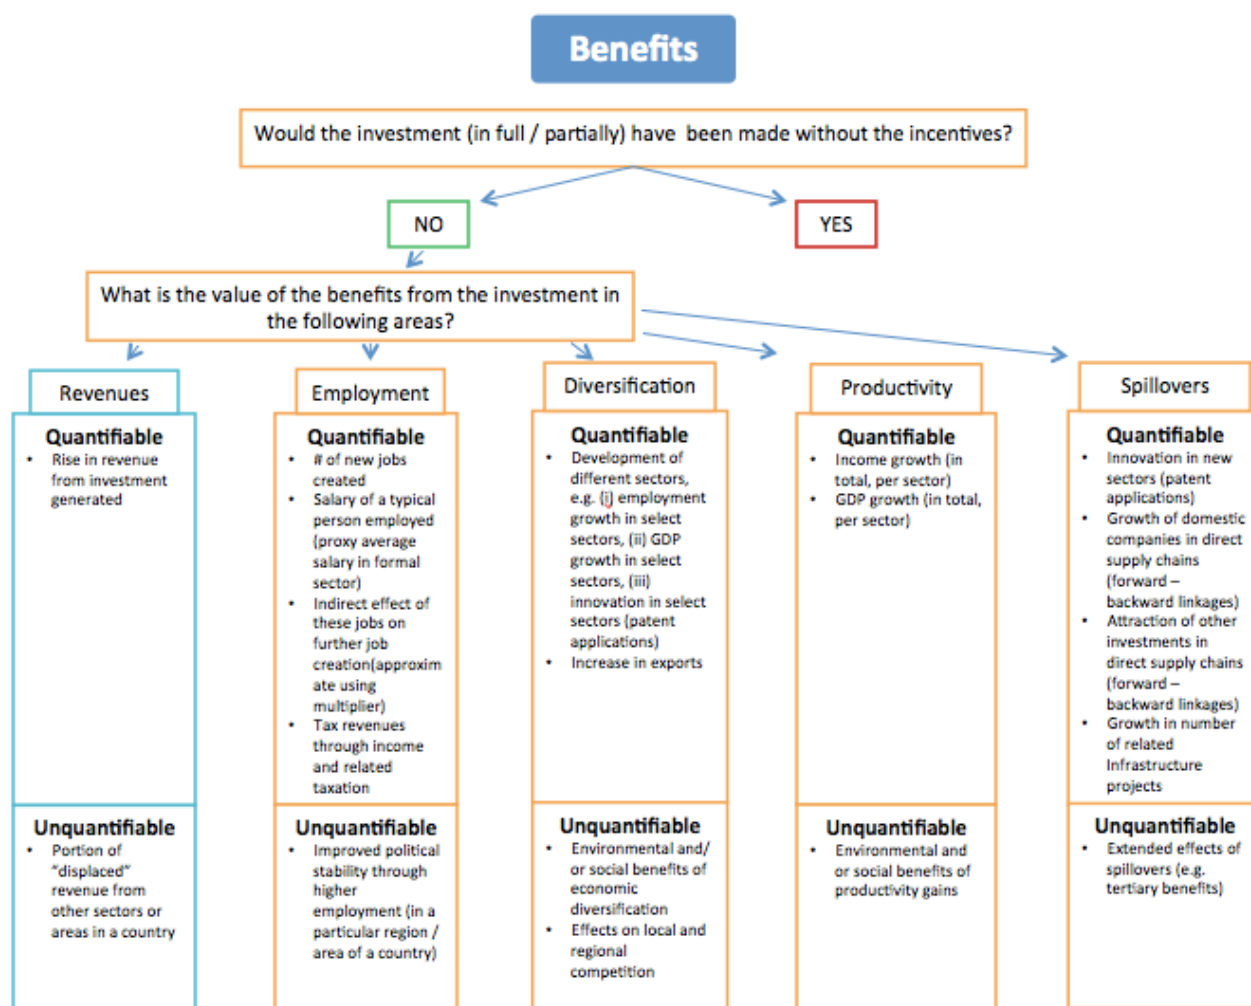 Benefits
Would the investment (in full / partially) have been made without the incentives?
NO
YES
What is the value of the benefits from the investment in
the following areas?
Revenues
Employment
Diversification
Productivity
Spillovers
Quantifiable
• Rise in revenue
from investment
generated
Quantifiable
• # of new jobs
created
• Salary of a typical
person employed
(proxy average
salary in formal
sector)
• Indirect effect of
these jobs on
further job
creation(approxim
ate using
multiplier)
• Tax revenues
through income
and related
taxation
Quantifiable
• Development of
different sectors,
e.g. (i) employment
growth in select
sectors, (ii) GDP
growth in select
sectors, (iii)
innovation in select
sectors (patent
applications)
• Increase in exports
Quantifiable
• Income growth (in
total, per sector)
• GDP growth (in total,
per sector)
Quantifiable
• Innovation in new
sectors (patent
applications)
• Growth of domestic
companies in direct
supply chains
(forward –
backward linkages)
• Attraction of other
investments in
direct supply chains
(forward –
backward linkages)
• Growth in number
of related
Infrastructure
projects
Unquantifiable
• Portion of
"displaced"
revenue from
other sectors or
areas in a country
Unquantifiable
• Improved political
stability through
higher
employment (in a
particular region /
area of a country)
Unquantifiable
• Environmental and/
or social benefits of
economic
diversification
• Effects on local and
regional
competition
Unquantifiable
• Environmental and
or social benefits of
productivity gains
Unquantifiable
• Extended effects of
spillovers (e.g.
tertiary benefits)